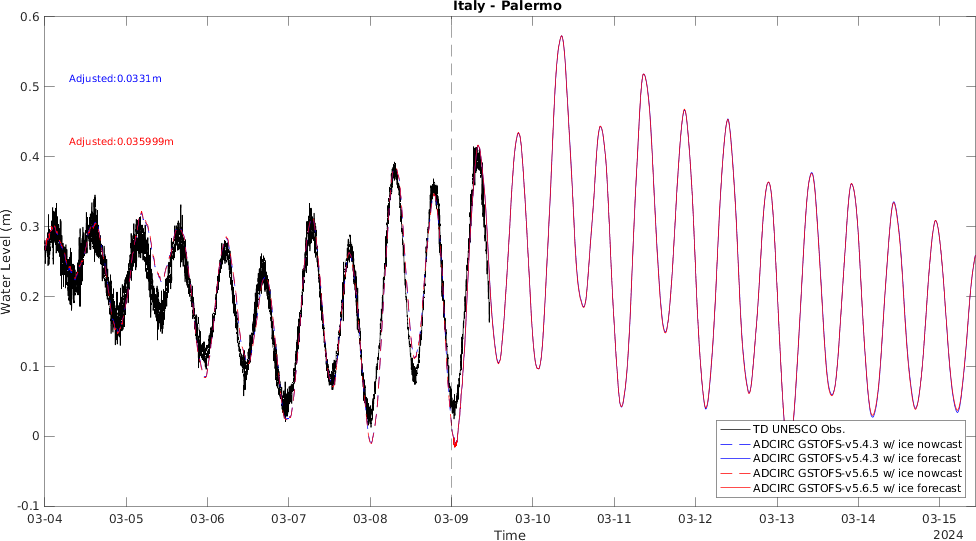 Italy - Palermo
0.6
0.5
0.4
0.3
0.2
0.1
0
-0.1
Water Level (m)
Adjusted:0.0331m
Adjusted:0.035999m
TD UNESCO Obs.
ADCIRC GSTOFS-v5.4.3 w/ ice nowcast
ADCIRC GSTOFS-v5.4.3 w/ ice forecast
ADCIRC GSTOFS-v5.6.5 w/ ice nowcast
ADCIRC GSTOFS-v5.6.5 w/ ice forecast
03-04 03-05 03-06 03-07 03-08 03-09 03-10 03-11 03-12 03-13 03-14 03-15
Time
2024